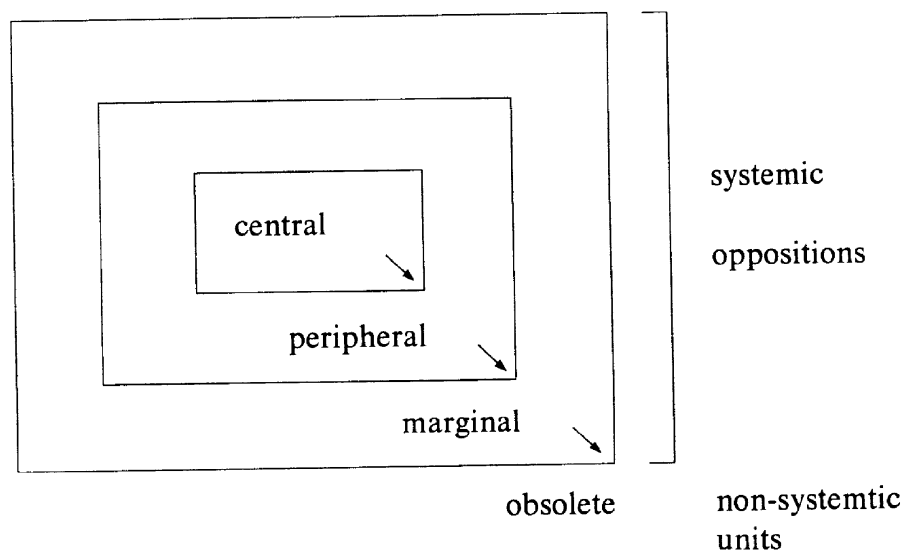 systemic
central
oppositions
peripheral
marginal
obsolete
non-systemtic
units